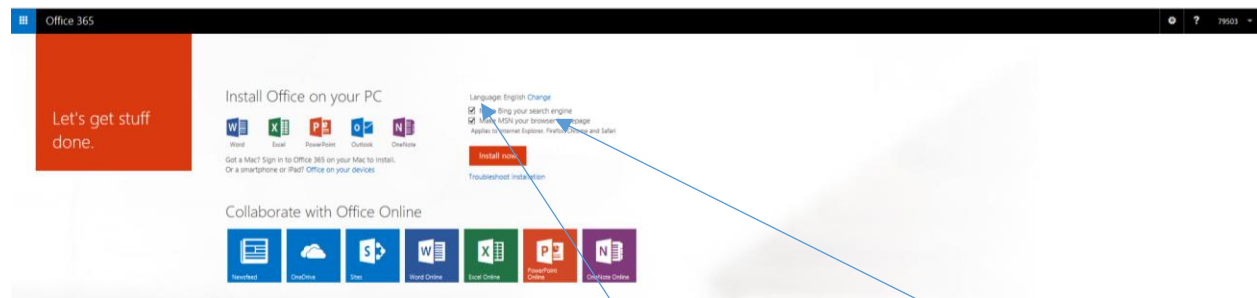 Office 365
?
79503
Let's get stuff
done.
Install Office on your PC
Word Excel PowerPoint Outlook OneNote
Got a Mac? Sign in to Office 365 on your Mac to install.
Or a smartphone or iPad? Office on your devices
Language: English Change
Bing your search engine
Make MSN your browser
Applies to Internet Explorer, Firefox, Chrome and Safari
Install now
Troubleshoot installation
Collaborate with Office Online
Newsfeed
OneDrive
Sites
Word Online
Excel Online
PowerPoint
Online
OneNote Online